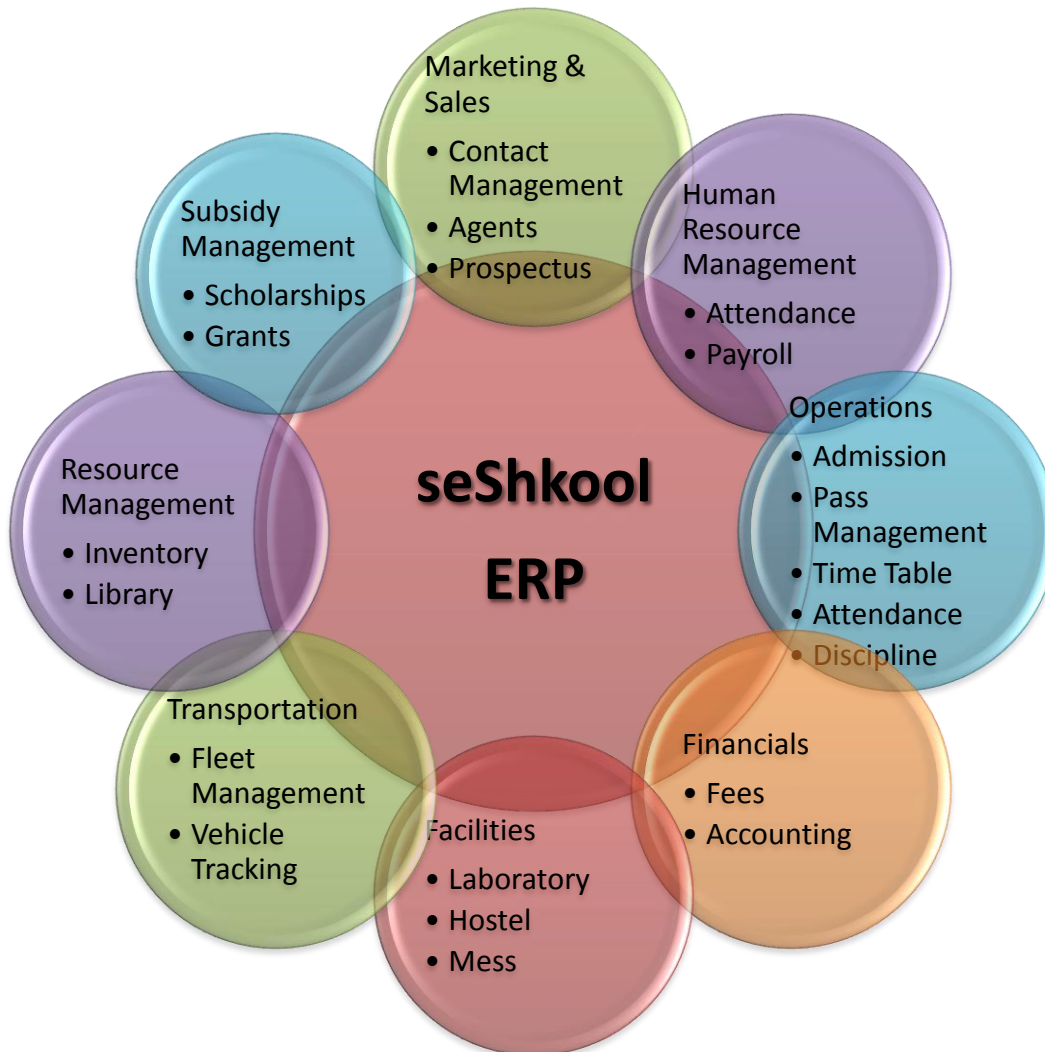 Marketing &
Sales
• Contact
Management
• Agents
• Prospectus
Human
Resource
Management
• Attendance
• Payroll
Operations
• Admission
• Pass
Management
• Time Table
• Attendance
• Discipline
Financials
• Fees
• Accounting
Facilities
• Laboratory
• Hostel
• Mess
Transportation
• Fleet
Management
• Vehicle
Tracking
Resource
Management
• Inventory
• Library
Subsidy
Management
• Scholarships
• Grants
seShkool
ERP